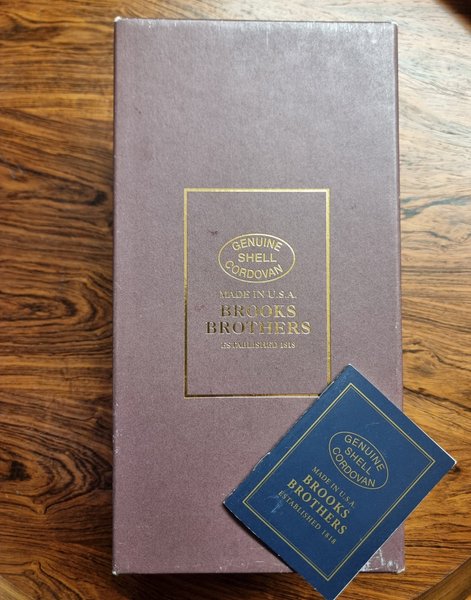 GENUINE
SHELL
CORDOVAN
MADE IN U.S.A.
BROOKS
BROTHERS
ESTABLISHED 1818
GENUINE
SHELL
CORDOVAN
MADE IN U.S.A.
BROOKS
BROTHERS
ESTABLISHED 1818